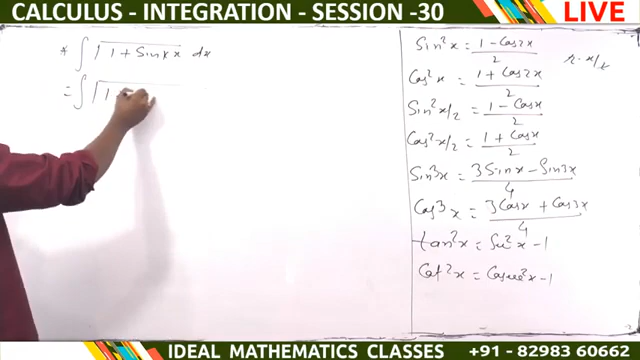 CALCULUS - INTEGRATION - SESSION -30
LIVE
* ∫ √1 + Sin x dx
= ∫ √1
Sin²x = 1 - Cos2x / 2
Cos²x = 1 + Cos2x / 2
Sin²x/2 = 1 - Cosx / 2
Cos²x/2 = 1 + Cosx / 2
Sin³x = 3Sinx - Sin3x / 4
Cos³x = 3Cosx + Cos3x / 4
tan²x = Sec²x - 1
Cot²x = Cosec²x - 1
IDEAL MATHEMATICS CLASSES
+91 - 82983 60662